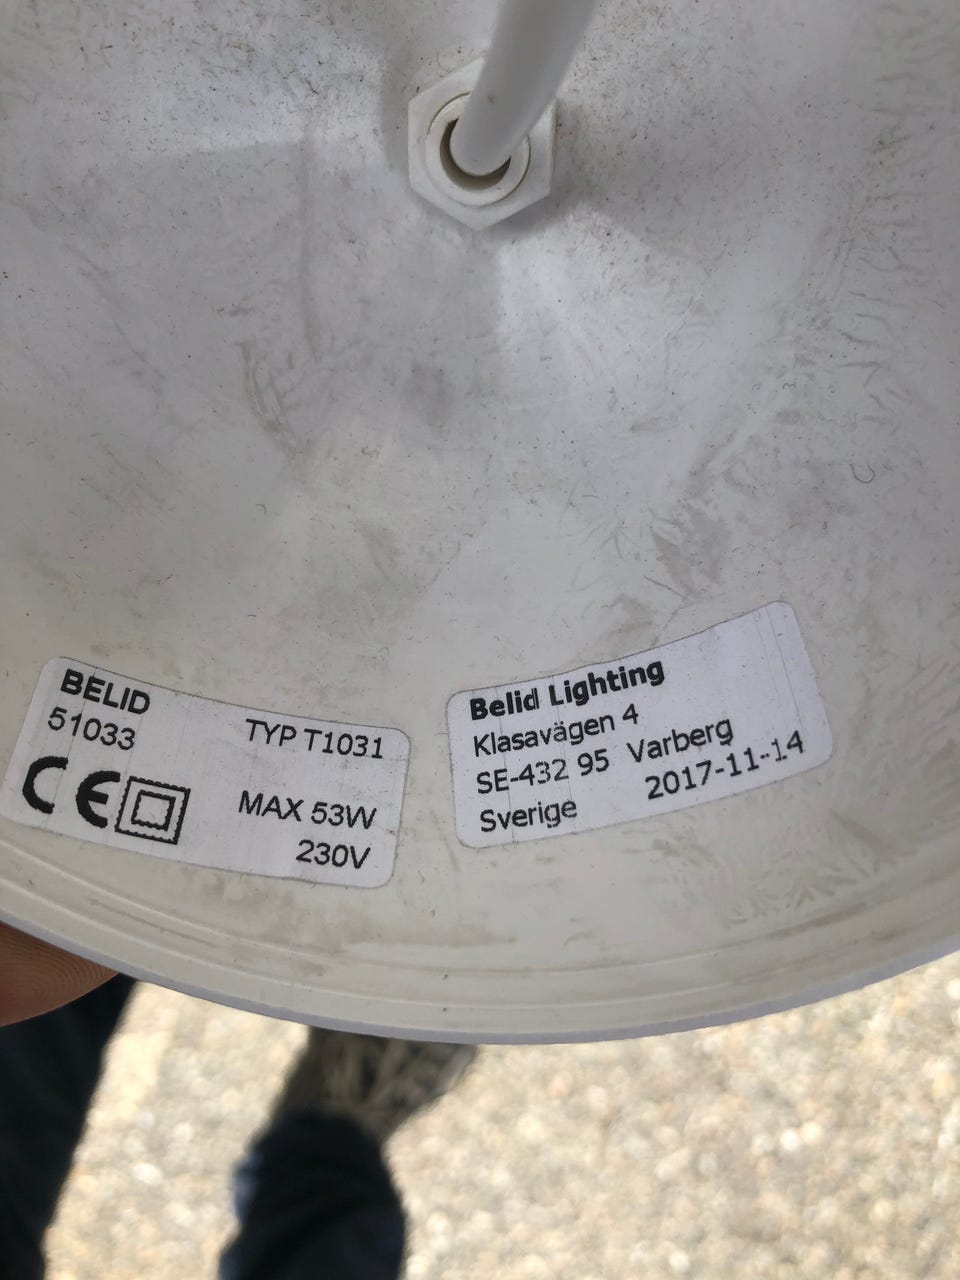 BELID
51033
TYP T1031
CE
MAX 53W
230V
Belid Lighting
Klasavägen 4
SE-432 95 Varberg
Sverige 2017-11-14